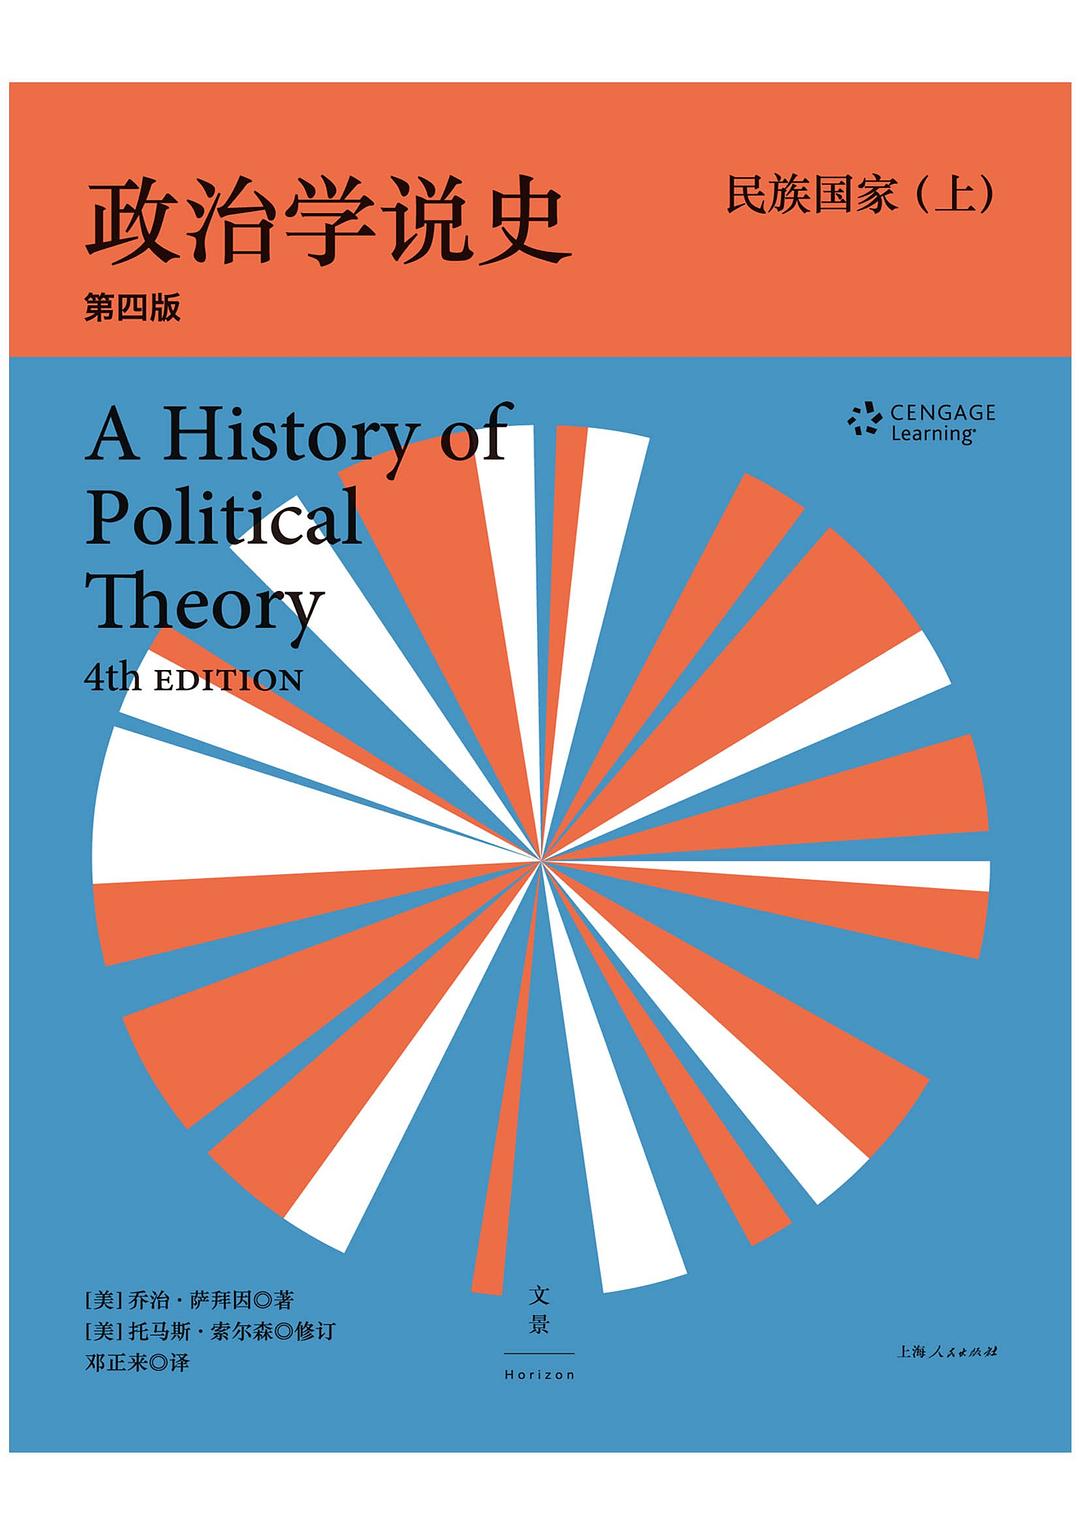 政治学说史
民族国家（上）
第四版
A History of
Political
Theory
4th EDITION
CENGAGE
Learning®
[美] 乔治·萨拜因◎著
[美] 托马斯·索尔森◎修订
邓正来◎译
文
景
Horizon
上海人民出版社